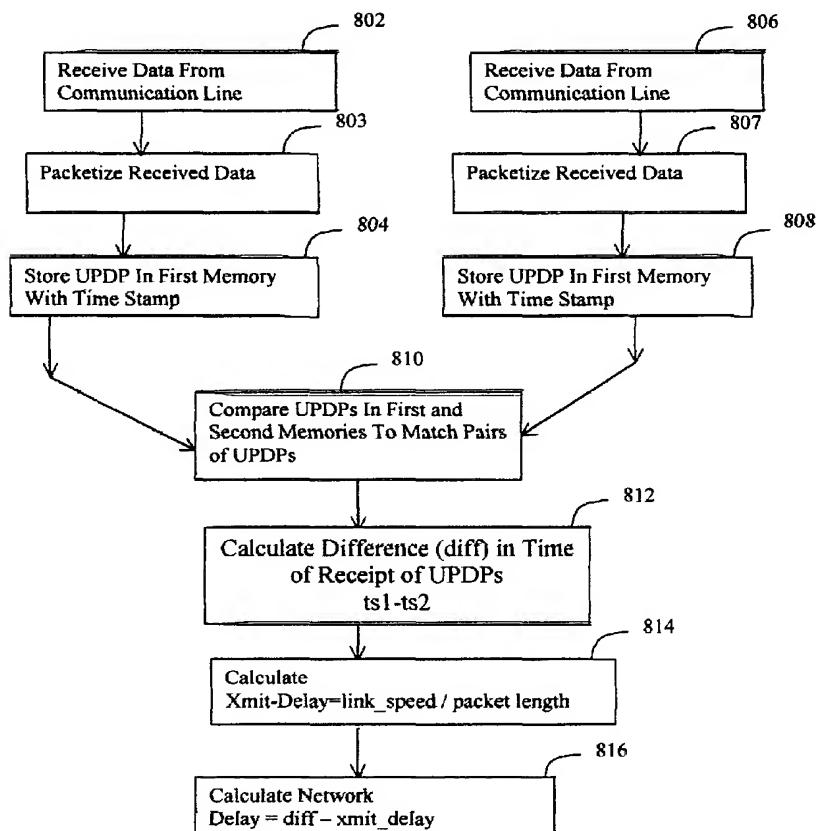 802
Receive Data From
Communication Line
803
Packetize Received Data
804
Store UPDP In First Memory
With Time Stamp
806
Receive Data From
Communication Line
807
Packetize Received Data
808
Store UPDP In First Memory
With Time Stamp
810
Compare UPDPs In First and
Second Memories To Match Pairs
of UPDPs
812
Calculate Difference (diff) in Time
of Receipt of UPDPs
ts1-ts2
814
Calculate
Xmit-Delay=link_speed / packet length
816
Calculate Network
Delay = diff – xmit_delay